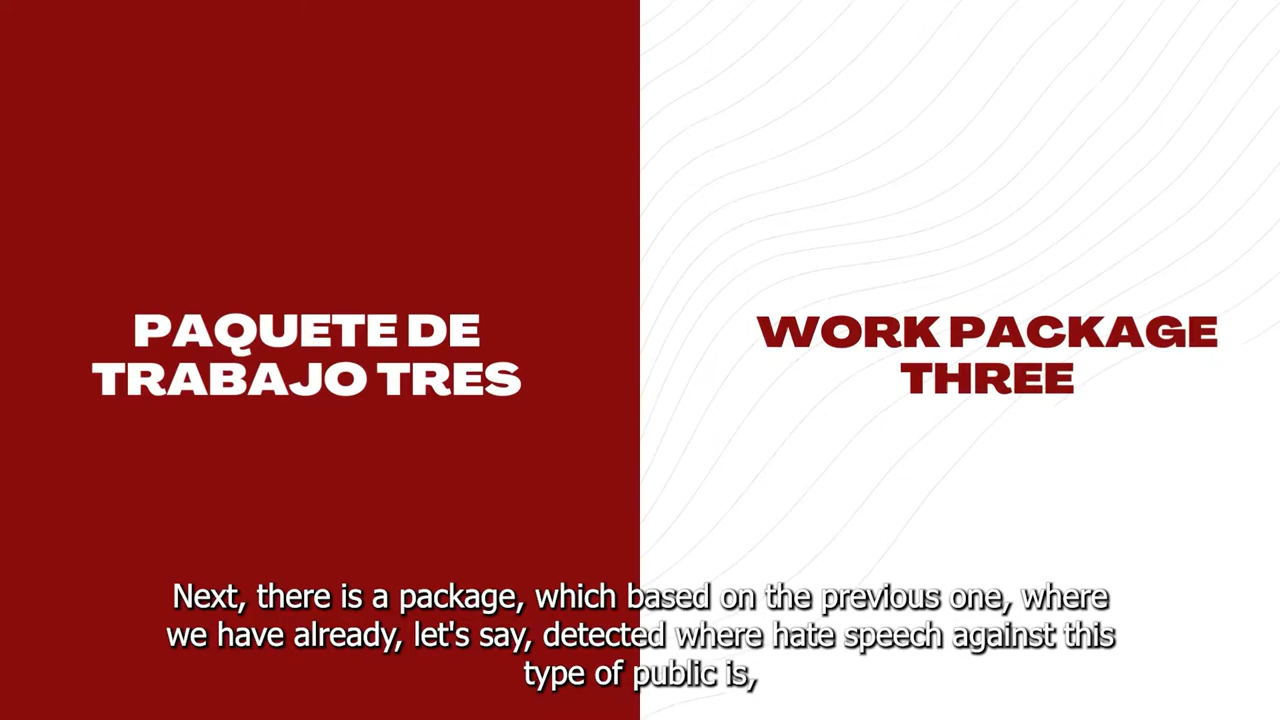 PAQUETE DE
TRABAJO TRES
WORK PACKAGE
THREE
Next, there is a package, which based on the previous one, where
we have already, let's say, detected where hate speech against this
type of public is,